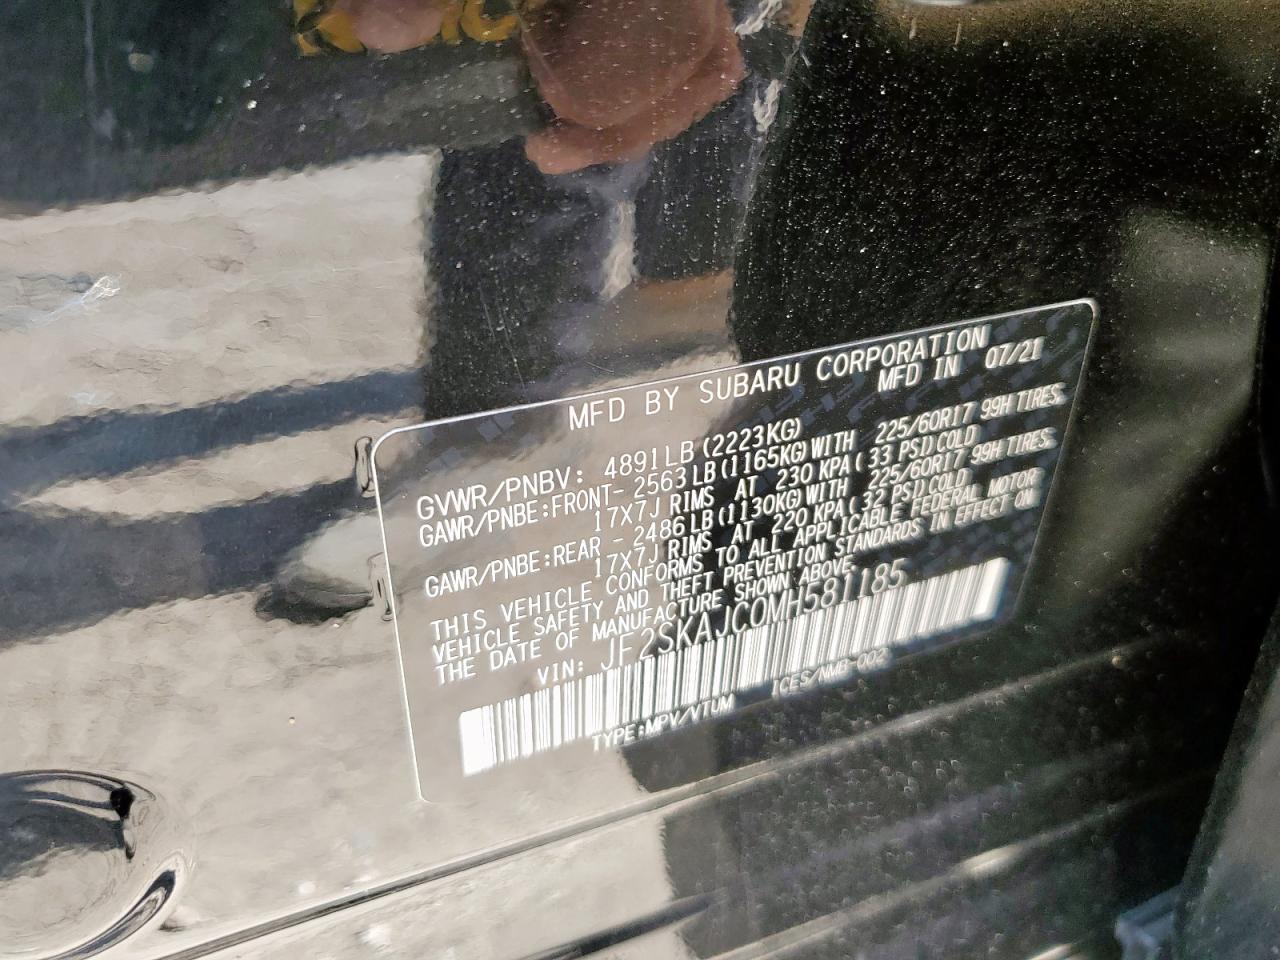 MFD BY SUBARU CORPORATION
MFD IN 07/21
GVWR/PNBV: 4891LB (2223KG)
GAWR/PNBE:FRONT- 2563LB (1165KG) WITH 225/60R17 99H TIRES.
17X7J RIMS AT 230 KPA ( 33 PSI) COLD
GAWR/PNBE:REAR - 2486LB (1130KG) WITH 225/60R17 99H TIRES.
17X7J RIMS AT 220 KPA ( 32 PSI) COLD
THIS VEHICLE CONFORMS TO ALL APPLICABLE FEDERAL MOTOR
VEHICLE SAFETY AND THEFT PREVENTION STANDARDS IN EFFECT ON
THE DATE OF MANUFACTURE SHOWN ABOVE.
VIN: JF2SKAJC0MH581185
TYPE:MPV/VTUM ICES/NMB-002